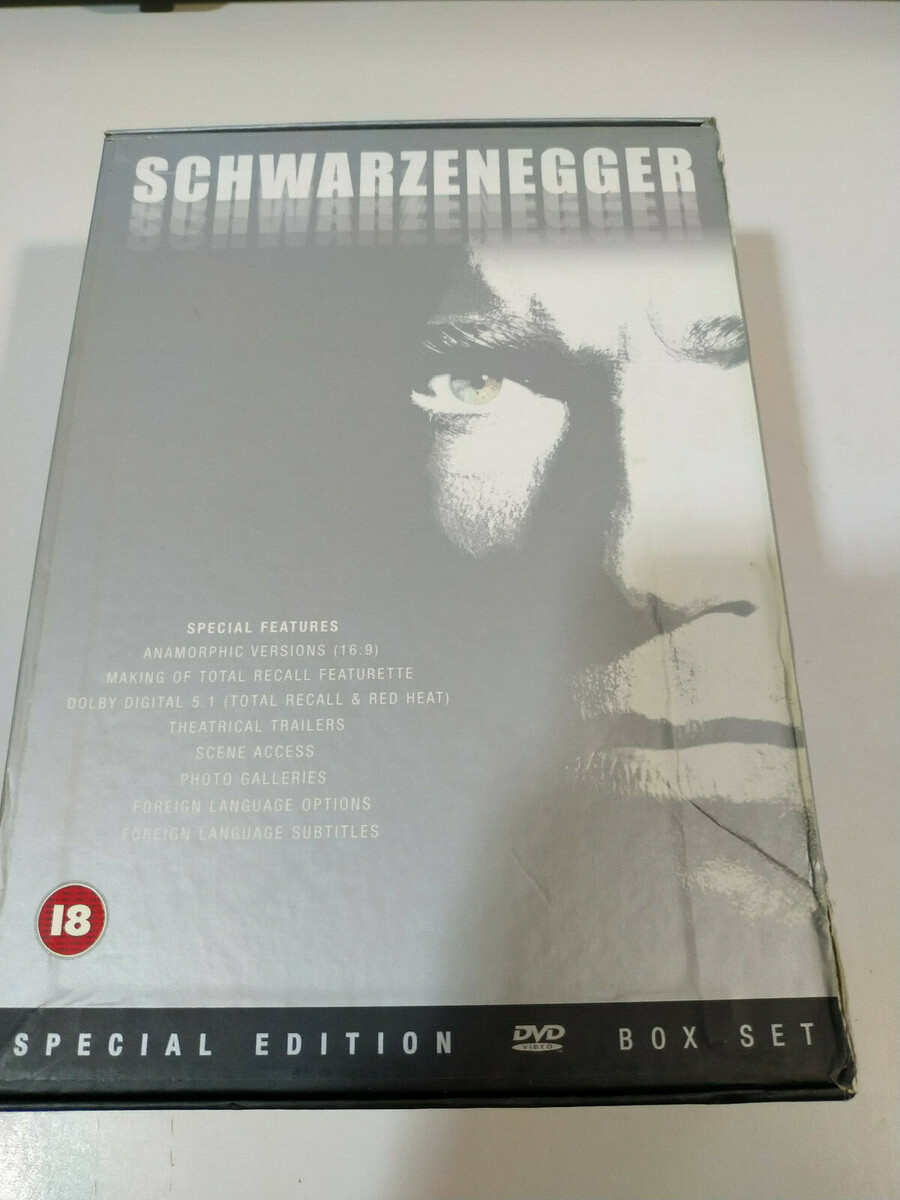 SCHWARZENEGGER
SCHWARZENEGGER
SPECIAL FEATURES
ANAMORPHIC VERSIONS (16:9)
MAKING OF TOTAL RECALL FEATURETTE
DOLBY DIGITAL 5.1 (TOTAL RECALL & RED HEAT)
THEATRICAL TRAILERS
SCENE ACCESS
PHOTO GALLERIES
FOREIGN LANGUAGE OPTIONS
FOREIGN LANGUAGE SUBTITLES
18
SPECIAL EDITION DVD VIDEO BOX SET